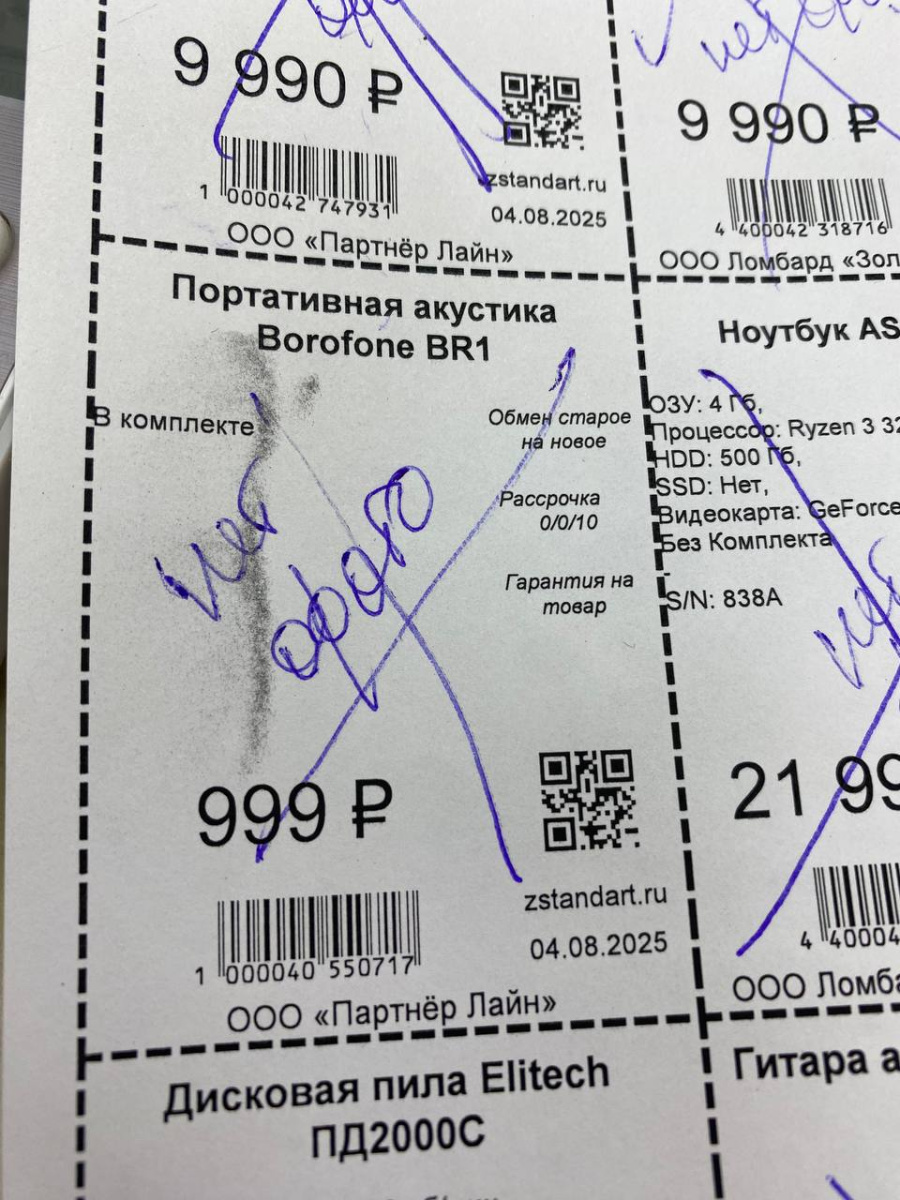 9 990 ₽
1 000042 747931
zstandart.ru
04.08.2025
ООО «Партнёр Лайн»
нет
9 990 ₽
4 400042 318716
ООО Ломбард «Зол
Портативная акустика
Borofone BR1
В комплекте
Обмен старое
на новое
Рассрочка
0/0/10
Гарантия на
товар
нет
999 ₽
1 000040 550717
zstandart.ru
04.08.2025
ООО «Партнёр Лайн»
Ноутбук AS
ОЗУ: 4 Гб,
Процессор: Ryzen 3 32
HDD: 500 Гб,
SSD: Нет,
Видеокарта: GeForce
Без Комплекта
S/N: 838A
21 99
4 40004
ООО Ломба
Дисковая пила Elitech
ПД2000С
Гитара а